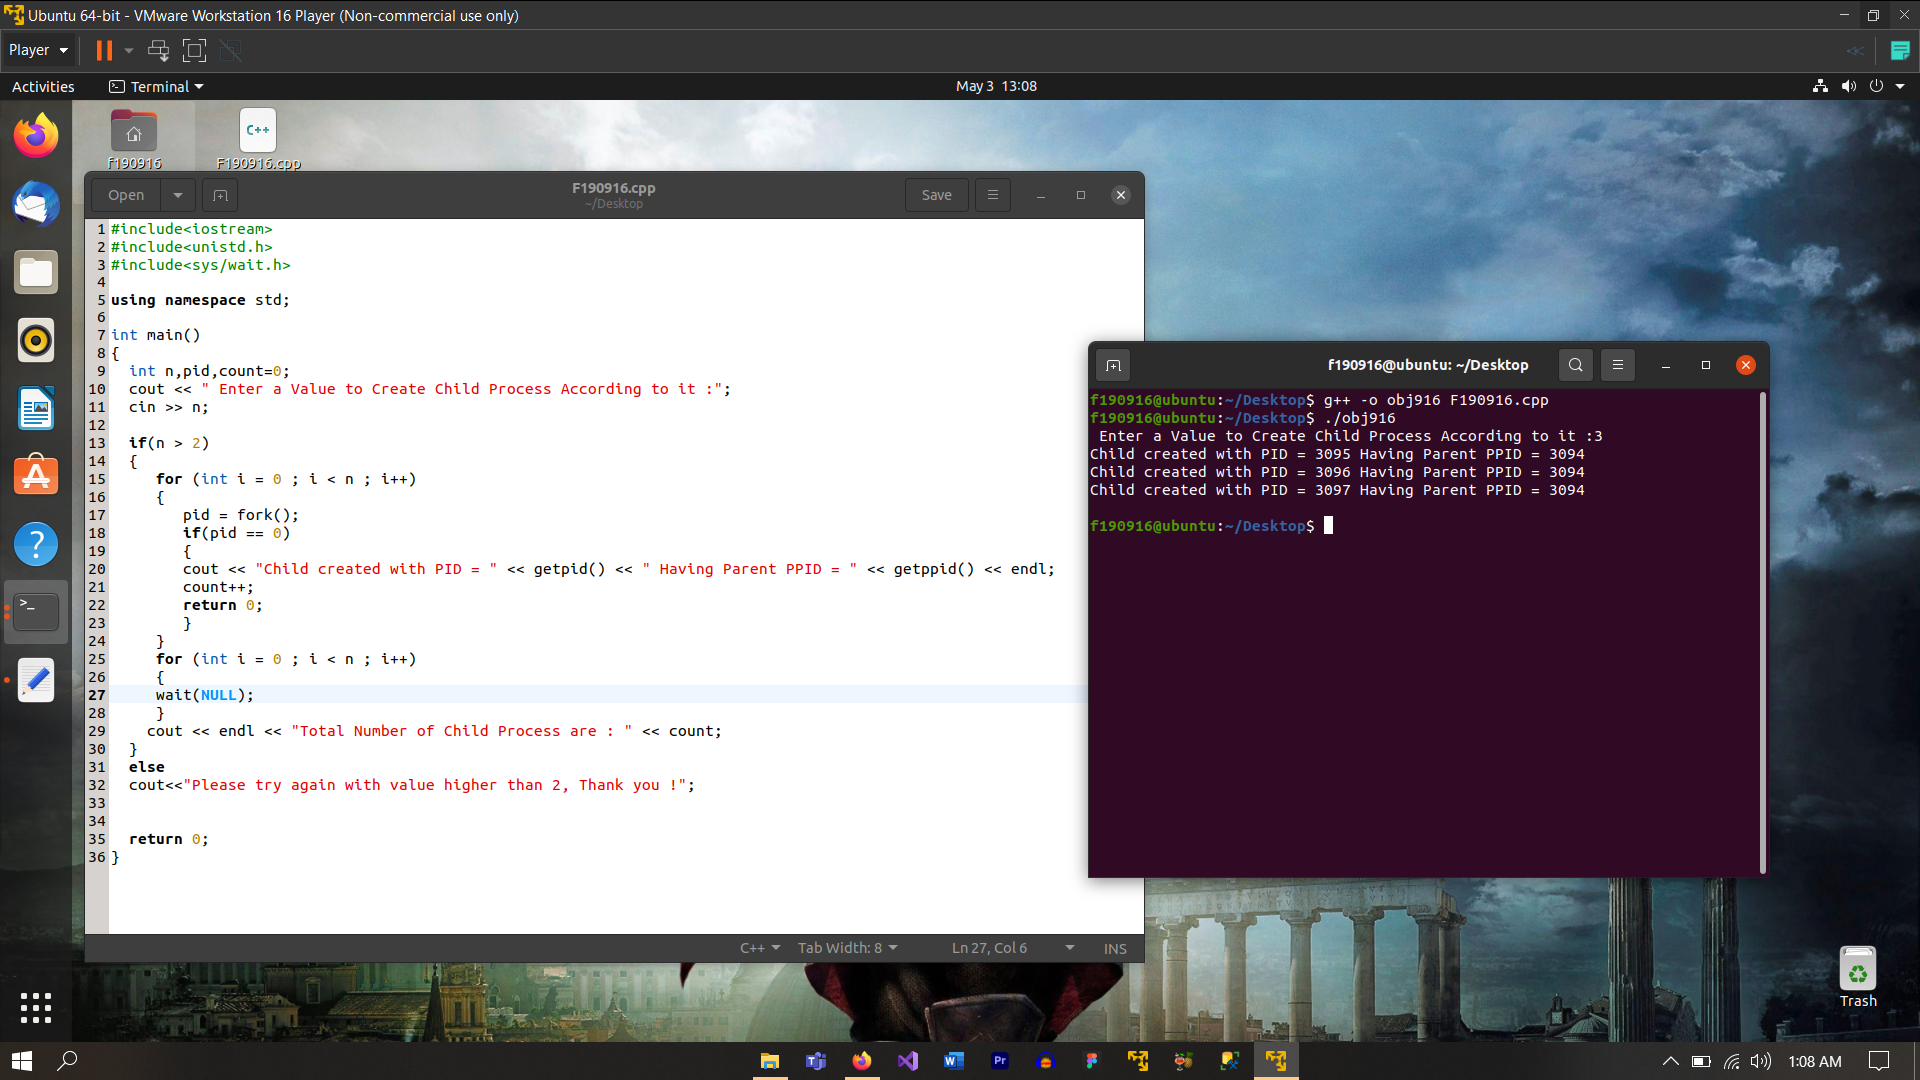 Ubuntu 64-bit - VMware Workstation 16 Player (Non-commercial use only)
Player
Activities
Terminal
May 3 13:08
f190916
C++
F190916.cpp
Open
F190916.cpp
~/Desktop
Save
1 #include<iostream>
2 #include<unistd.h>
3 #include<sys/wait.h>
4
5 using namespace std;
6
7 int main()
8 {
9 int n,pid,count=0;
10 cout << " Enter a Value to Create Child Process According to it :";
11 cin >> n;
12
13 if(n > 2)
14 {
15 for (int i = 0 ; i < n ; i++)
16 {
17 pid = fork();
18 if(pid == 0)
19 {
20 cout << "Child created with PID = " << getpid() << " Having Parent PPID = " << getppid() << endl;
21 count++;
22 return 0;
23 }
24 }
25 for (int i = 0 ; i < n ; i++)
26 {
27 wait(NULL);
28 }
29 cout << endl << "Total Number of Child Process are : " << count;
30 }
31 else
32 cout<<"Please try again with value higher than 2, Thank you !";
33
34
35 return 0;
36 }
C++
Tab Width: 8
Ln 27, Col 6
INS
f190916@ubuntu: ~/Desktop
f190916@ubuntu:~/Desktop$ g++ -o obj916 F190916.cpp
f190916@ubuntu:~/Desktop$ ./obj916
Enter a Value to Create Child Process According to it :3
Child created with PID = 3095 Having Parent PPID = 3094
Child created with PID = 3096 Having Parent PPID = 3094
Child created with PID = 3097 Having Parent PPID = 3094
f190916@ubuntu:~/Desktop$
Trash
1:08 AM